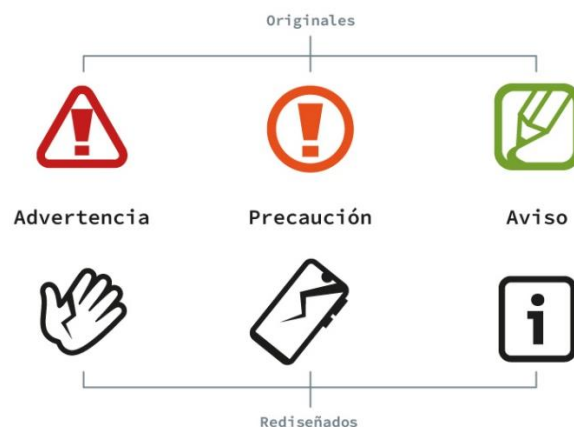 Originales
Advertencia
Precaución
Aviso
i
Rediseñados